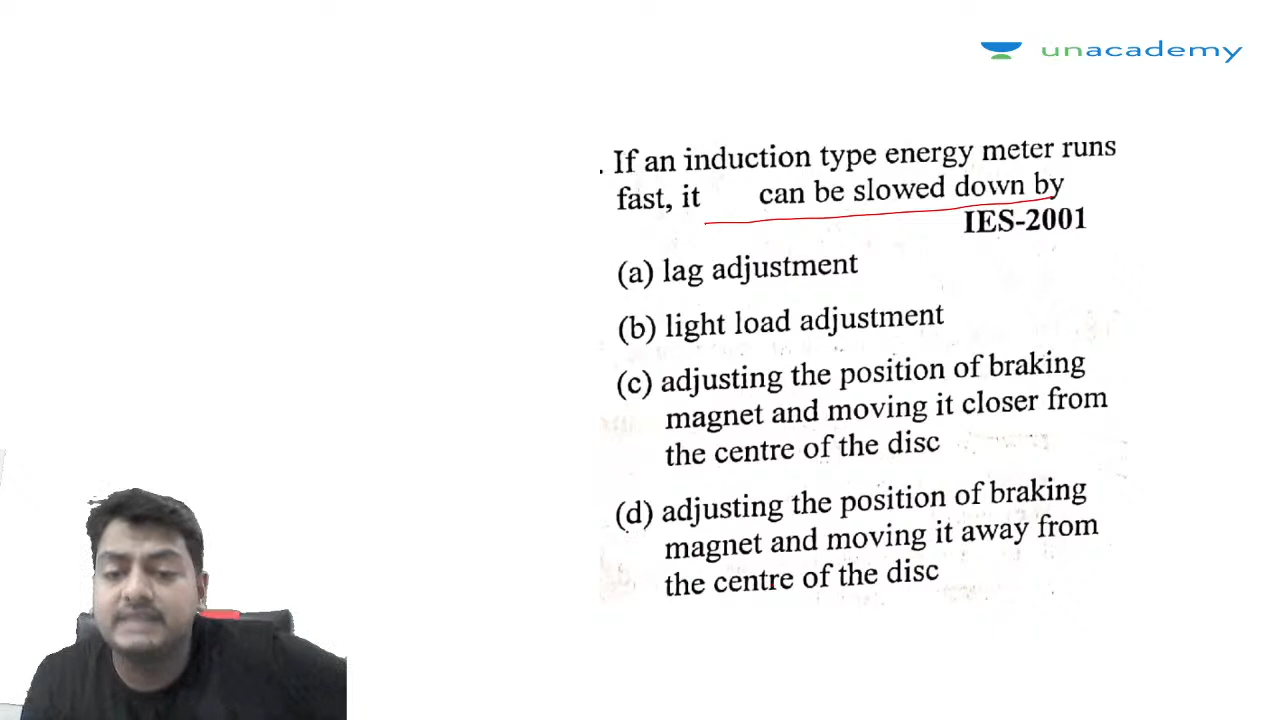 unacademy
. If an induction type energy meter runs
fast, it can be slowed down by
IES-2001
(a) lag adjustment
(b) light load adjustment
(c) adjusting the position of braking
magnet and moving it closer from
the centre of the disc
(d) adjusting the position of braking
magnet and moving it away from
the centre of the disc